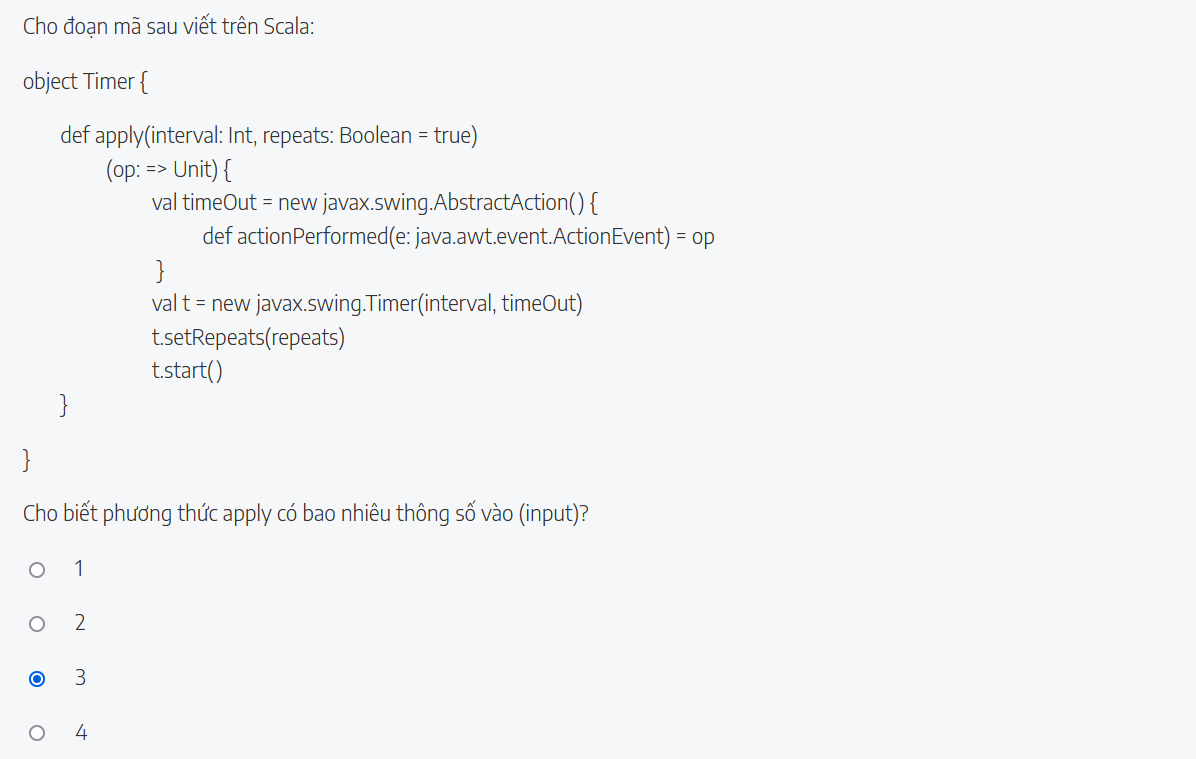 Cho đoạn mã sau viết trên Scala:
object Timer {
def apply(interval: Int, repeats: Boolean = true)
(op: => Unit) {
val timeOut = new javax.swing.AbstractAction() {
def actionPerformed(e: java.awt.event.ActionEvent) = op
}
val t = new javax.swing.Timer(interval, timeOut)
t.setRepeats(repeats)
t.start()
}
}
Cho biết phương thức apply có bao nhiêu thông số vào (input)?
1
2
3
4